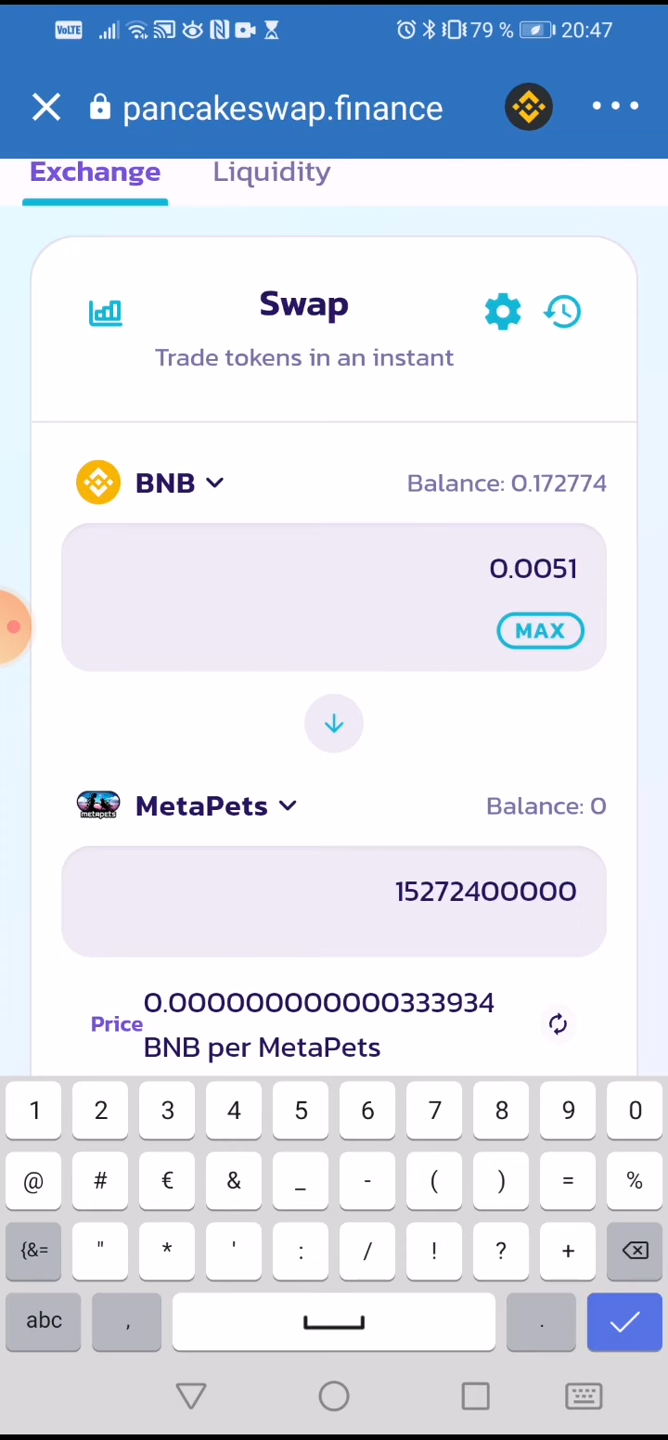 VoLTE 79 % 20:47
pancakeswap.finance
Exchange Liquidity
Swap
Trade tokens in an instant
BNB Balance: 0.172774
0.0051
MAX
metapets MetaPets Balance: 0
15272400000
0.000000000000333934
Price
BNB per MetaPets
1 2 3 4 5 6 7 8 9 0
@ # € & _ - ( ) = %
{&= " * ' : / ! ? +
abc , .